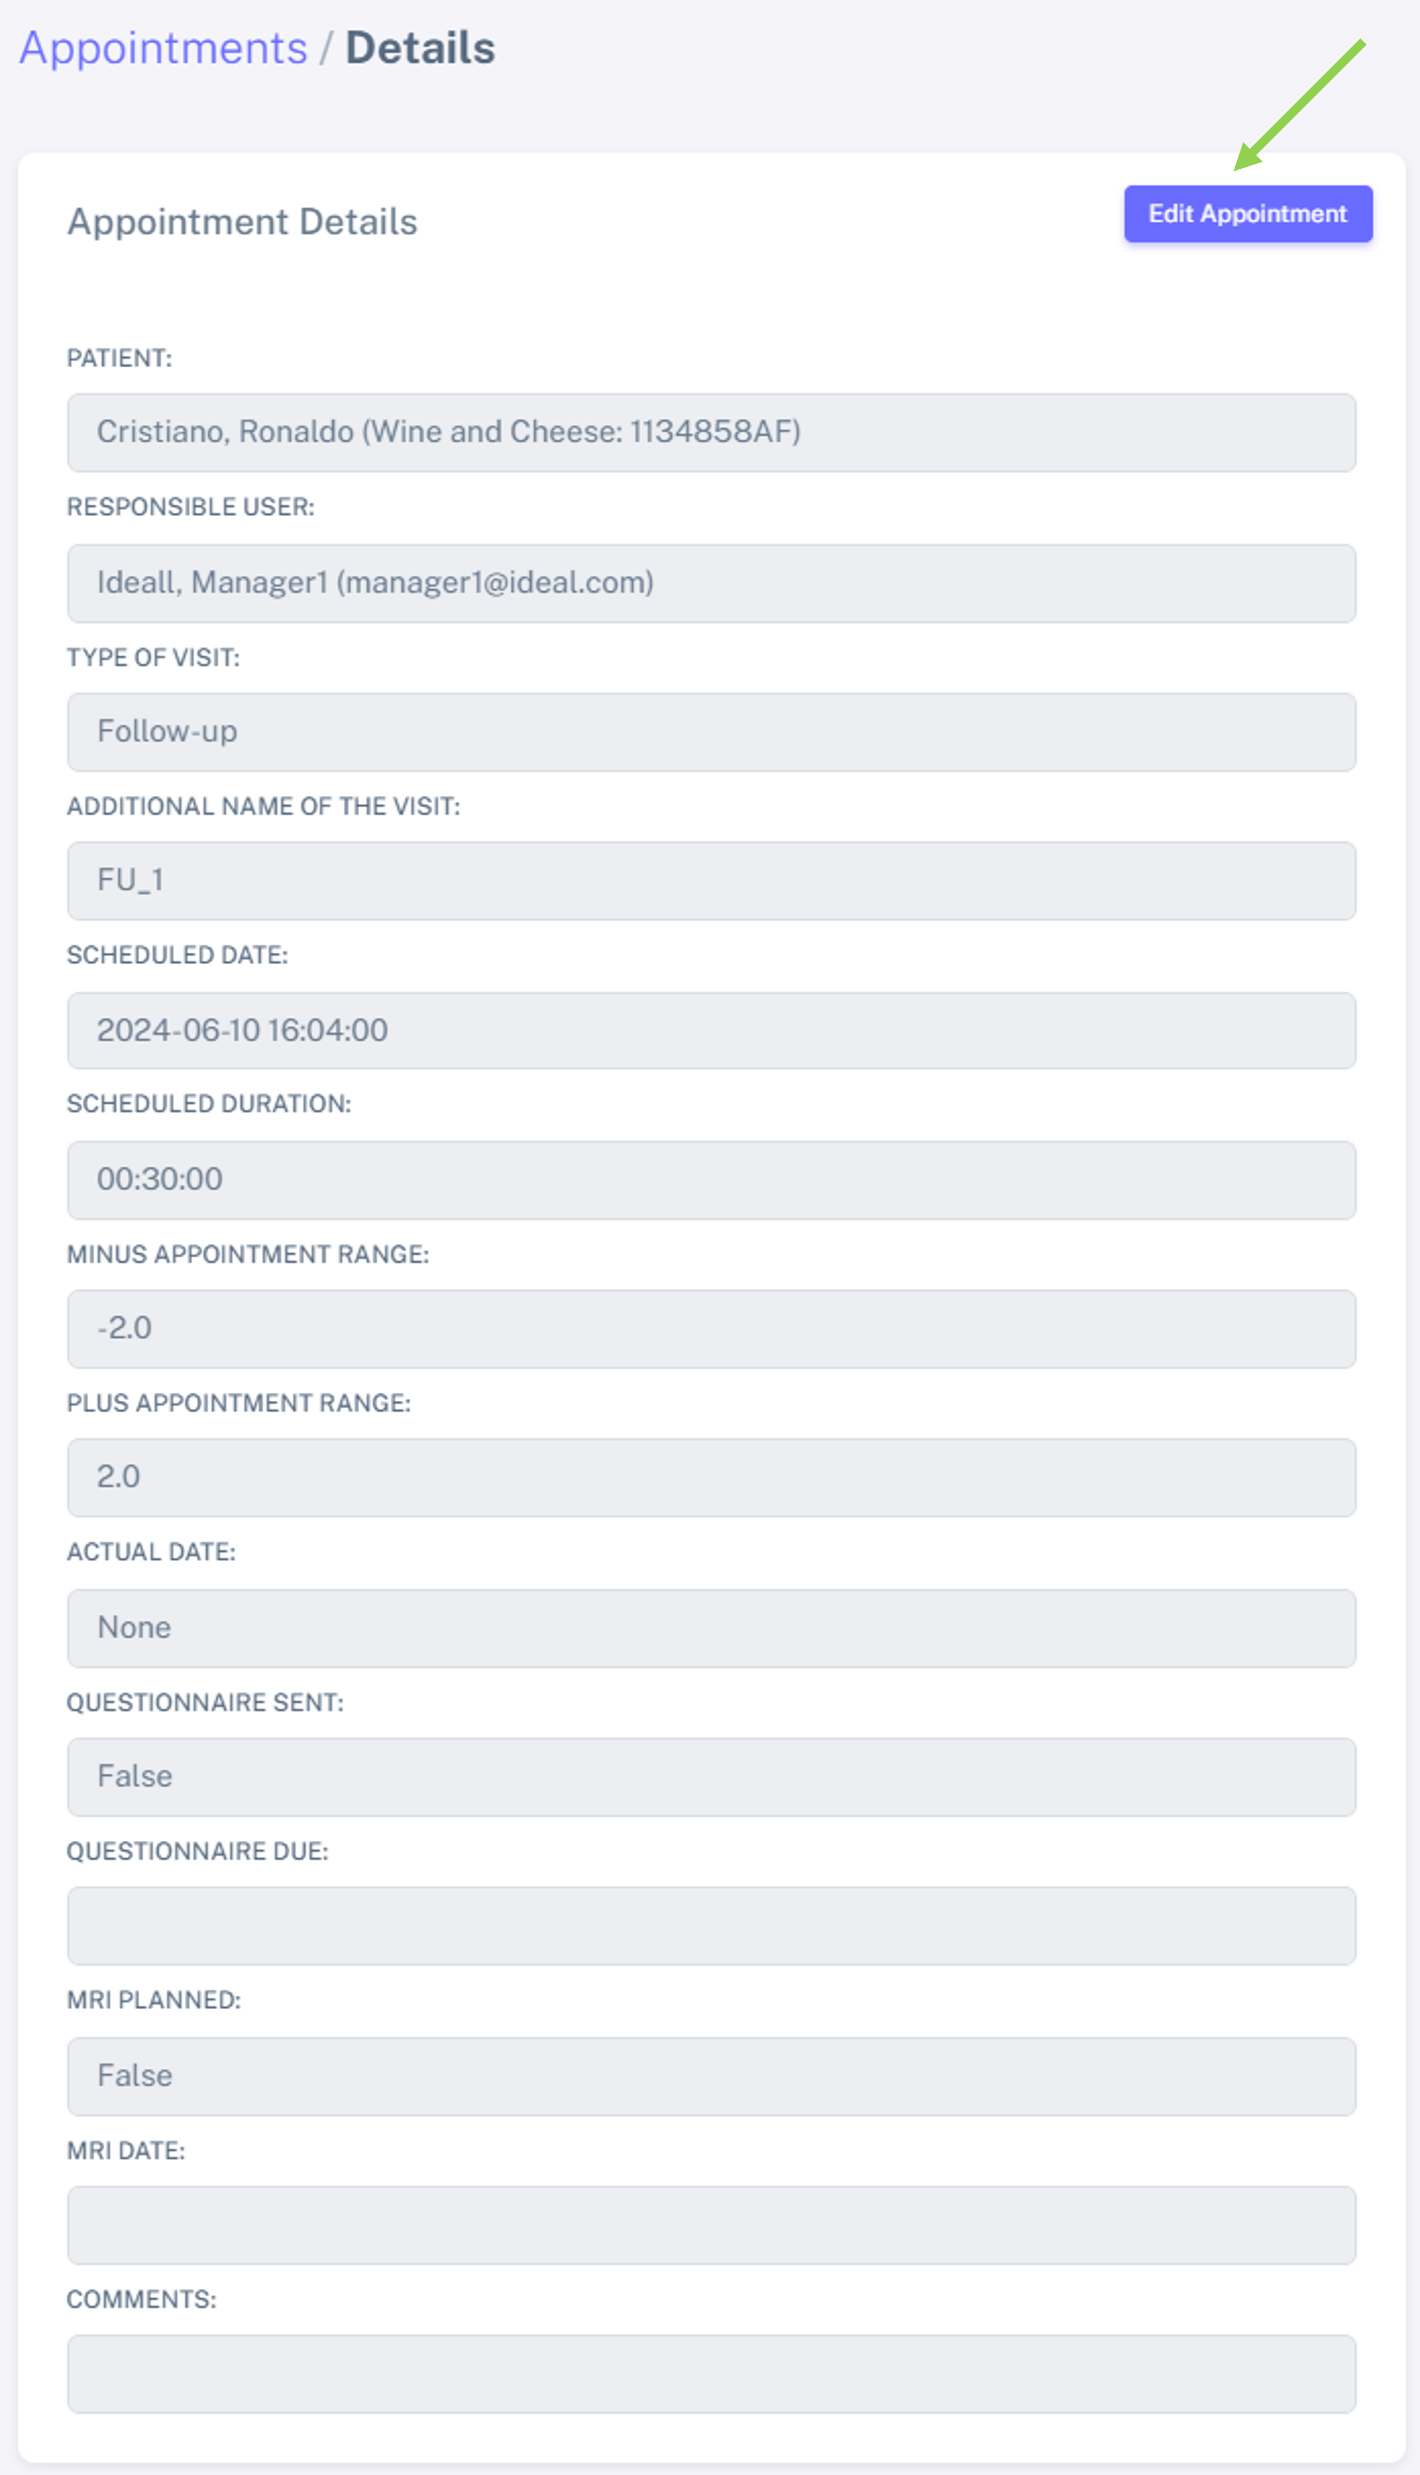 Appointments / Details
Appointment Details
Edit Appointment
PATIENT:
Cristiano, Ronaldo (Wine and Cheese: 1134858AF)
RESPONSIBLE USER:
Ideall, Manager1 (manager1@ideal.com)
TYPE OF VISIT:
Follow-up
ADDITIONAL NAME OF THE VISIT:
FU_1
SCHEDULED DATE:
2024-06-10 16:04:00
SCHEDULED DURATION:
00:30:00
MINUS APPOINTMENT RANGE:
-2.0
PLUS APPOINTMENT RANGE:
2.0
ACTUAL DATE:
None
QUESTIONNAIRE SENT:
False
QUESTIONNAIRE DUE:
MRI PLANNED:
False
MRI DATE:
COMMENTS: